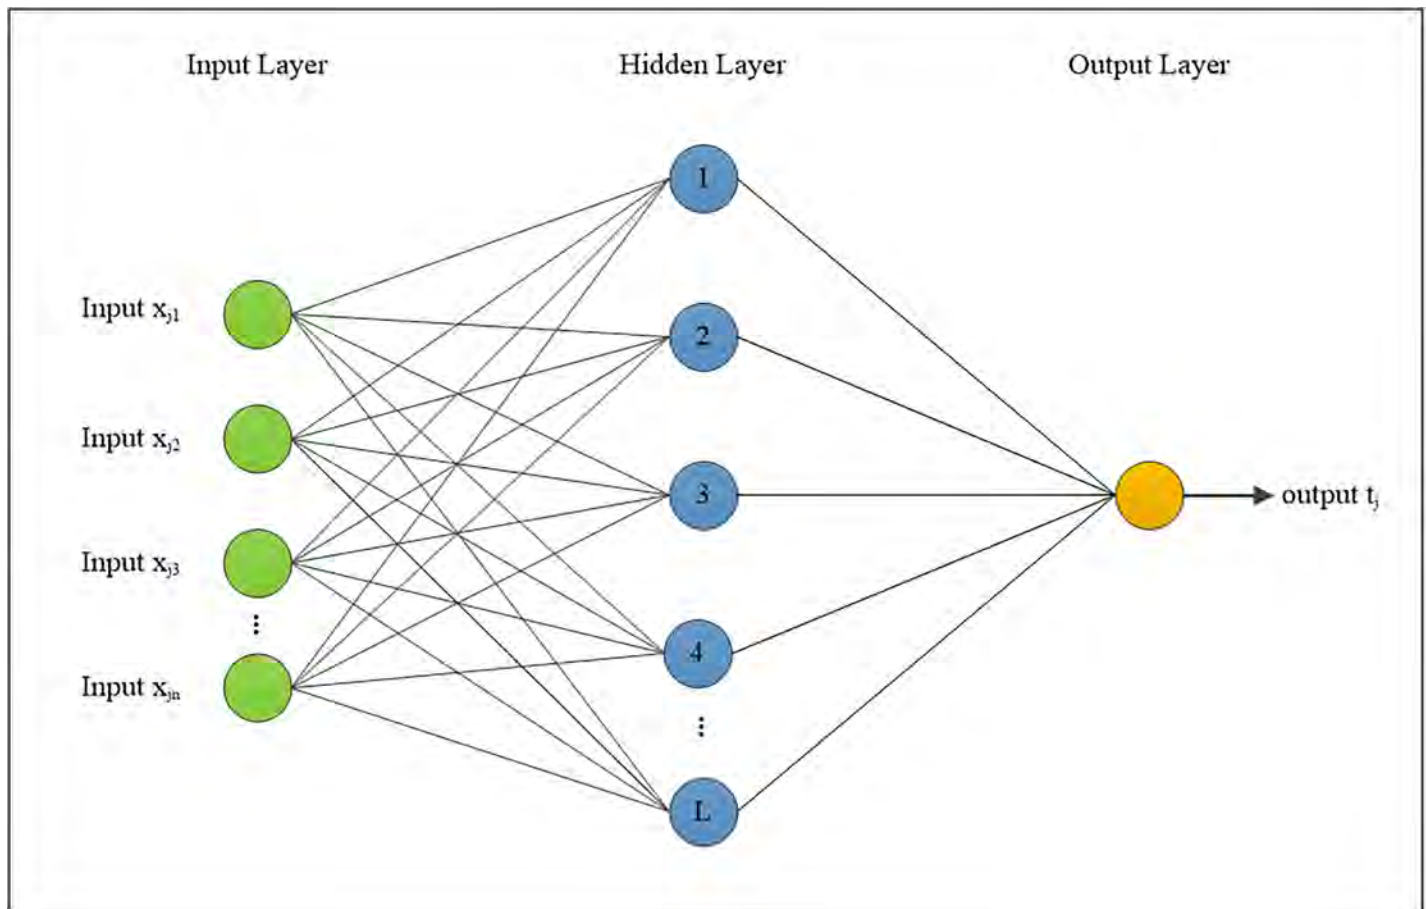 Input Layer
Hidden Layer
Output Layer
1
Input xj1
2
Input xj2
3
output tj
Input xj3
⋮
4
Input xjn
⋮
L